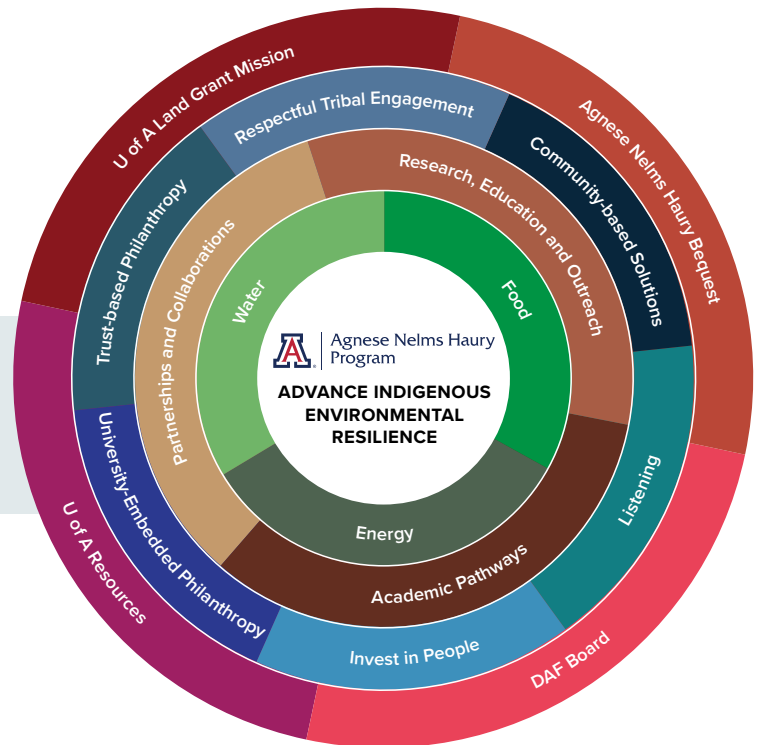 U of A Land Grant Mission
Agnese Nelms Haury Bequest
DAF Board
U of A Resources
Respectful Tribal Engagement
Community-based Solutions
Listening
Invest in People
University-Embedded Philanthropy
Trust-based Philanthropy
Research, Education and Outreach
Academic Pathways
Partnerships and Collaborations
Food
Energy
Water
A
Agnese Nelms Haury
Program
ADVANCE INDIGENOUS
ENVIRONMENTAL
RESILIENCE